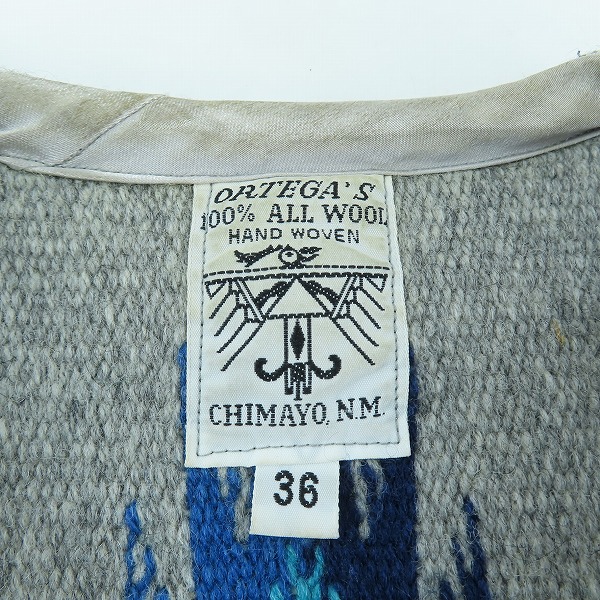 ORTEGA'S
100% ALL WOOL
HAND WOVEN
CHIMAYO, N.M.
36